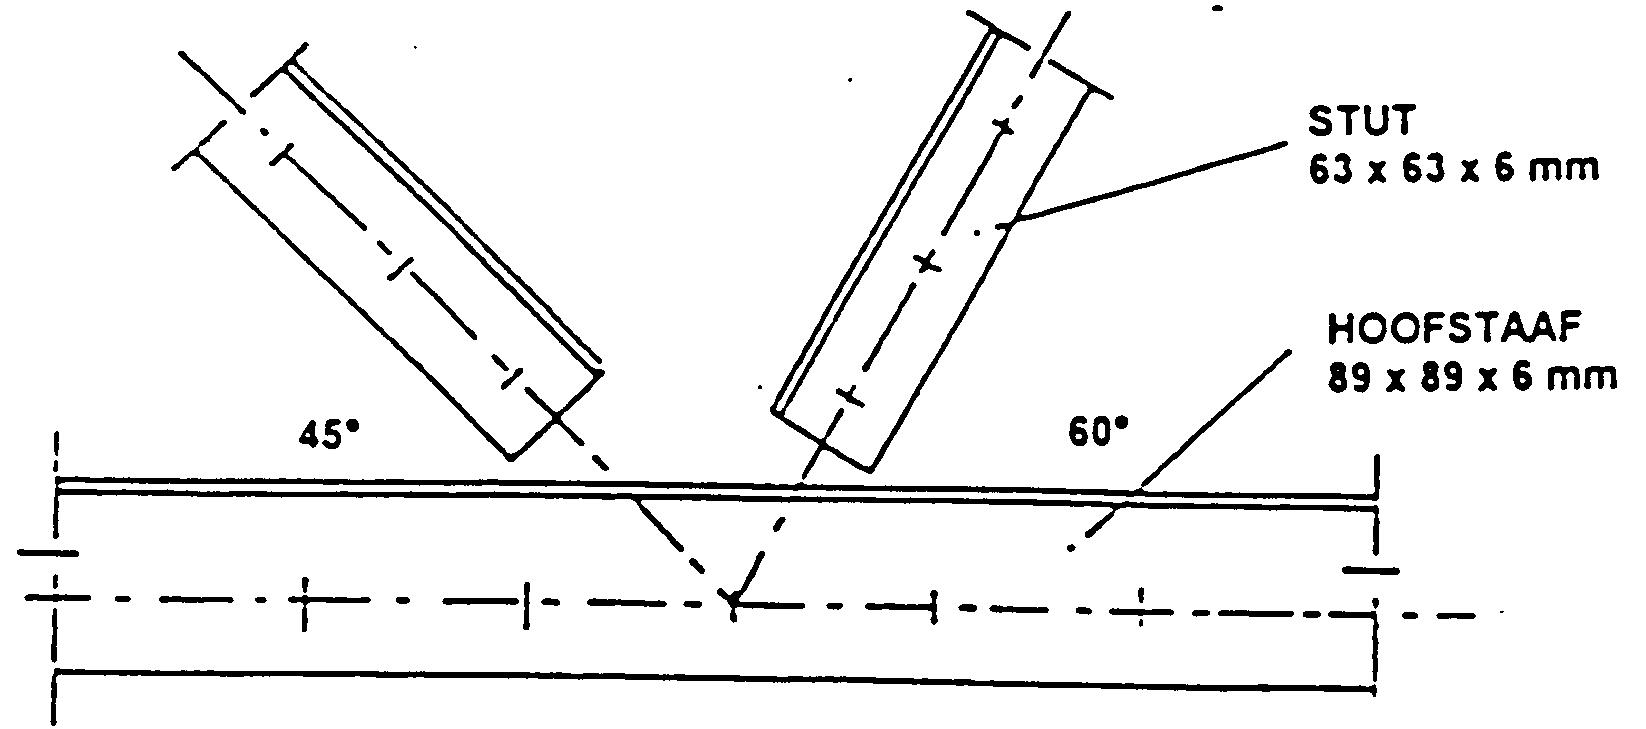 STUT
63 x 63 x 6 mm
HOOFSTAAF
89 x 89 x 6 mm
45°
60°